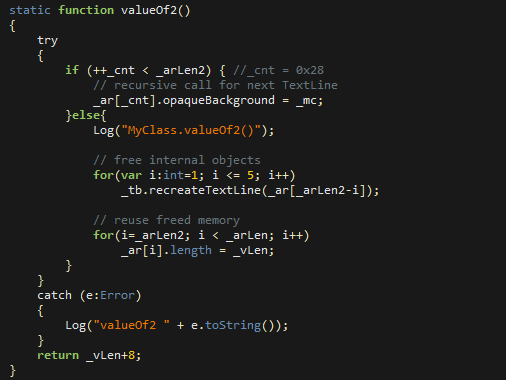 static function valueOf2()
{
    try
    {
        if (++_cnt < _arLen2) { //_cnt = 0x28
            // recursive call for next TextLine
            _ar[_cnt].opaqueBackground = _mc;
        }else{
            Log("MyClass.valueOf2()");

            // free internal objects
            for(var i:int=1; i <= 5; i++)
                _tb.recreateTextLine(_ar[_arLen2-i]);

            // reuse freed memory
            for(i=_arLen2; i < _arLen; i++)
                _ar[i].length = _vLen;
        }
    }
    catch (e:Error)
    {
        Log("valueOf2 " + e.toString());
    }
    return _vLen+8;
}